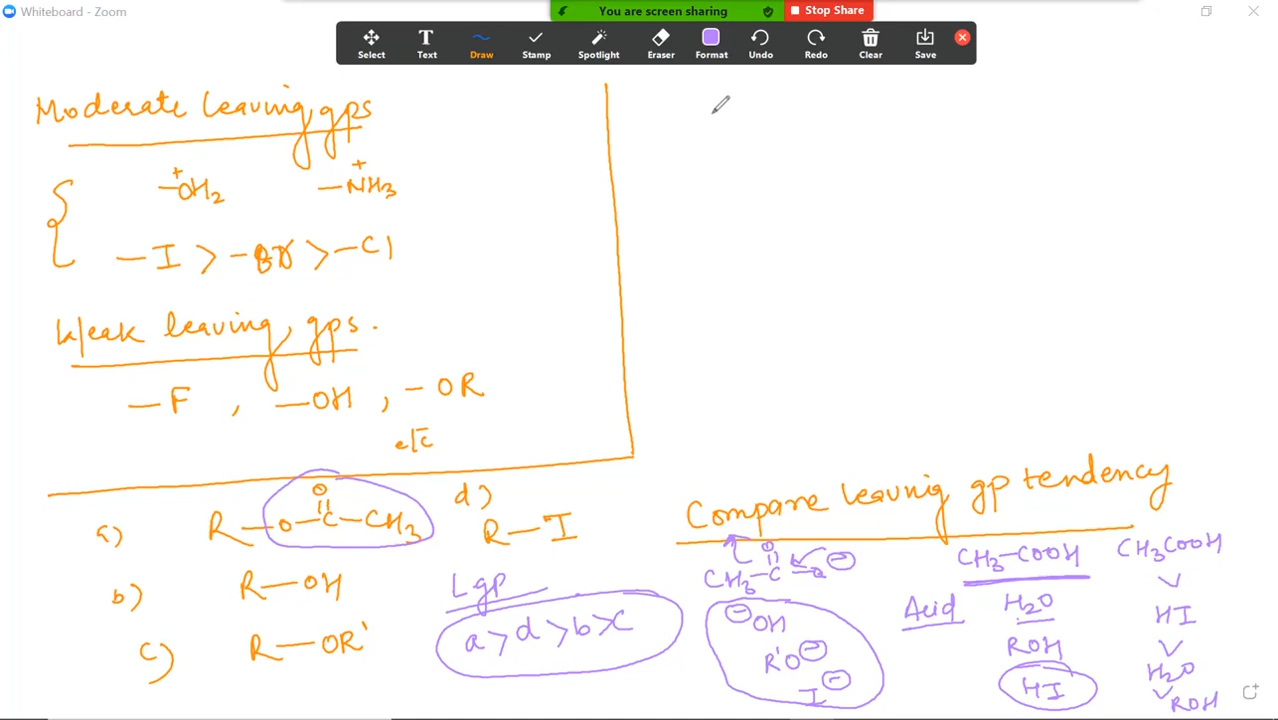 Whiteboard - Zoom
You are screen sharing
Stop Share
Select
Text
Draw
Stamp
Spotlight
Eraser
Format
Undo
Redo
Clear
Save
Moderate leaving gps
—⁺OH₂ —⁺NH₃
—I > —Br > —Cl
Weak leaving gps.
—F , —OH , —OR
etc
a) R—O—C(=O)—CH₃
d) R—I
b) R—OH
c) R—OR'
Lgp
a > d > b > c
Compare leavnig gp tendency
CH₃—C(=O)—O⊖
⊖OH
R'O⊖
I⊖
Acid
CH₃—COOH
H₂O
ROH
HI
CH₃COOH
>
HI
>
H₂O
> ROH